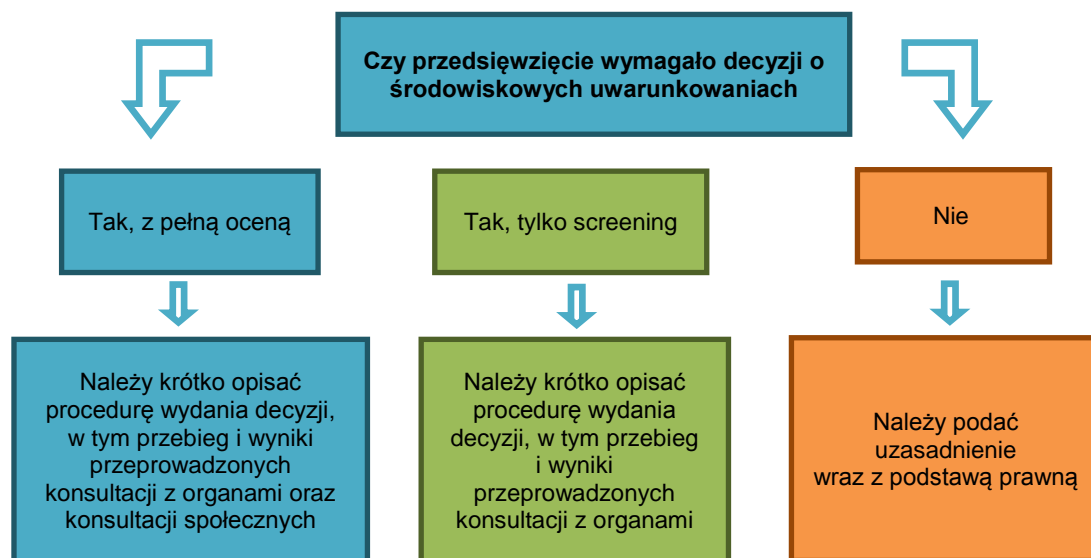 Czy przedsięwzięcie wymagało decyzji o
środowiskowych uwarunkowaniach
Tak, z pełną oceną
Tak, tylko screening
Nie
Należy krótko opisać
procedurę wydania decyzji,
w tym przebieg i wyniki
przeprowadzonych
konsultacji z organami oraz
konsultacji społecznych
Należy krótko opisać
procedurę wydania
decyzji, w tym przebieg
i wyniki
przeprowadzonych
konsultacji z organami
Należy podać
uzasadnienie
wraz z podstawą prawną